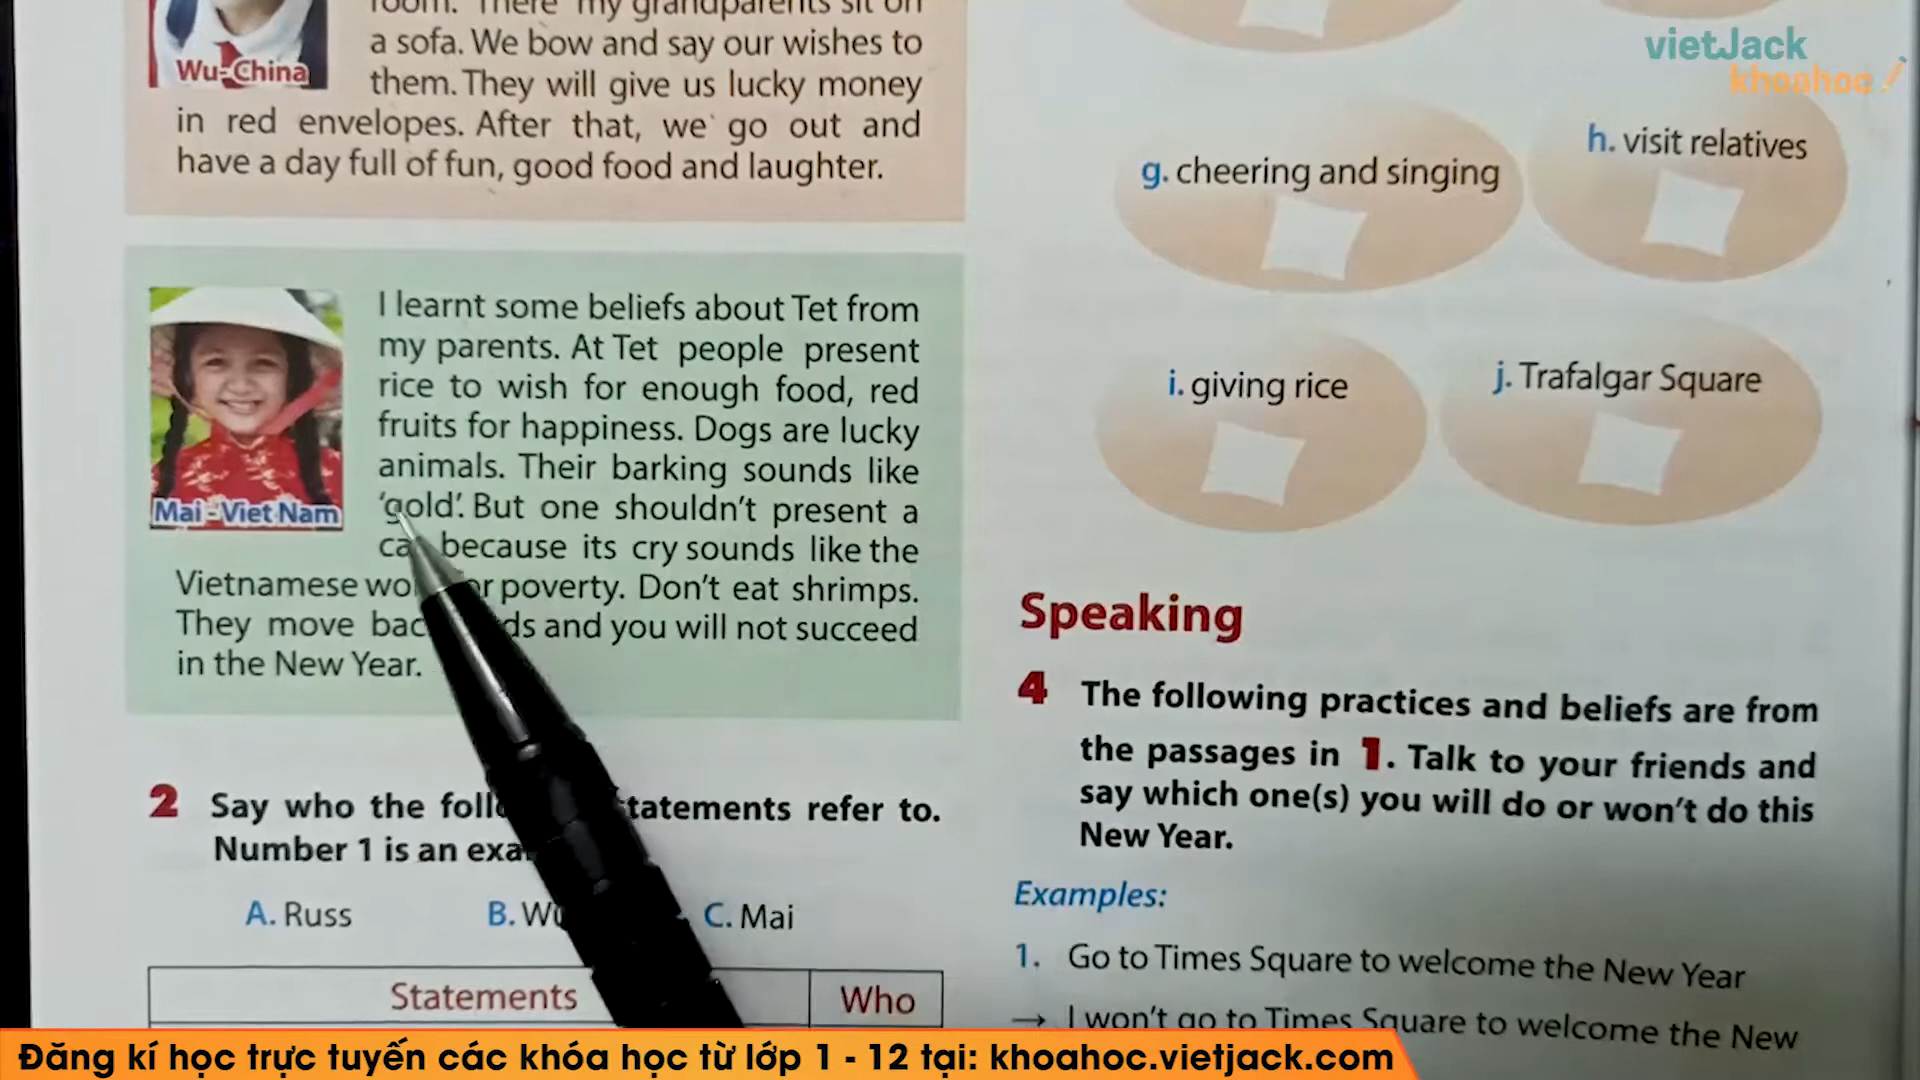 room. There my grandparents sit on
a sofa. We bow and say our wishes to
them. They will give us lucky money
in red envelopes. After that, we go out and
have a day full of fun, good food and laughter.
Wu-China
I learnt some beliefs about Tet from
my parents. At Tet people present
rice to wish for enough food, red
fruits for happiness. Dogs are lucky
animals. Their barking sounds like
'gold'. But one shouldn't present a
because its cry sounds like the
Vietnamese poverty. Don't eat shrimps.
They move and you will not succeed
in the New Year.
Mai - Viet Nam
2 Say who the statements refer to.
Number 1 is an
A. Russ B. C. Mai
Statements Who
vietJack
khoahoc
g. cheering and singing
h. visit relatives
i. giving rice
j. Trafalgar Square
Speaking
4 The following practices and beliefs are from
the passages in 1. Talk to your friends and
say which one(s) you will do or won't do this
New Year.
Examples:
1. Go to Times Square to welcome the New Year
→ I won't go to Times Square to welcome the New
Đăng kí học trực tuyến các khóa học từ lớp 1 - 12 tại: khoahoc.vietjack.com